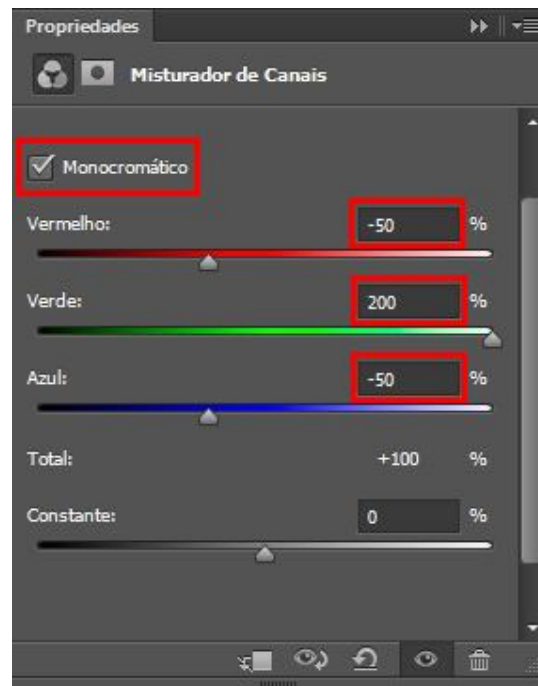 Propriedades
Misturador de Canais
Monocromático
Vermelho: -50 %
Verde: 200 %
Azul: -50 %
Total: +100 %
Constante: 0 %